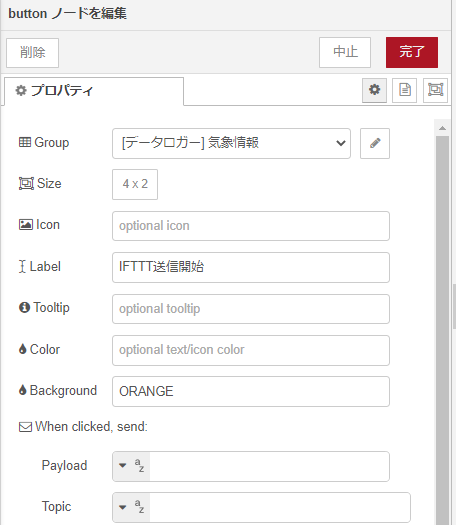 button ノードを編集
削除 中止 完了
プロパティ
Group [データロガー] 気象情報
Size 4 x 2
Icon optional icon
Label IFTTT送信開始
Tooltip optional tooltip
Color optional text/icon color
Background ORANGE
When clicked, send:
Payload a z
Topic a z